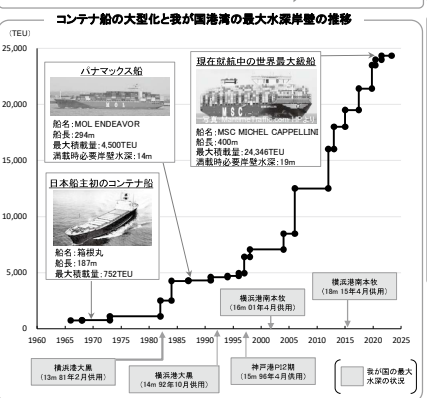 コンテナ船の大型化と我が国港湾の最大水深岸壁の推移
(TEU)
25,000
20,000
15,000
10,000
5,000
0
1960 1965 1970 1975 1980 1985 1990 1995 2000 2005 2010 2015 2020 2025
パナマックス船
船名:MOL ENDEAVOR
船長:294m
最大積載量:4,500TEU
満載時必要岸壁水深:14m
現在就航中の世界最大級船
MSC
船名:MSC MICHEL CAPPELLINI
船長:400m
最大積載量:24,346TEU
満載時必要岸壁水深:19m
日本船主初のコンテナ船
船名:箱根丸
船長:187m
最大積載量:752TEU
横浜港南本牧
(16m 01年4月供用)
横浜港南本牧
(18m 15年4月供用)
横浜港大黒
(13m 81年2月供用)
横浜港大黒
(14m 92年10月供用)
神戸港PI2期
(15m 96年4月供用)
我が国の最大
水深の状況